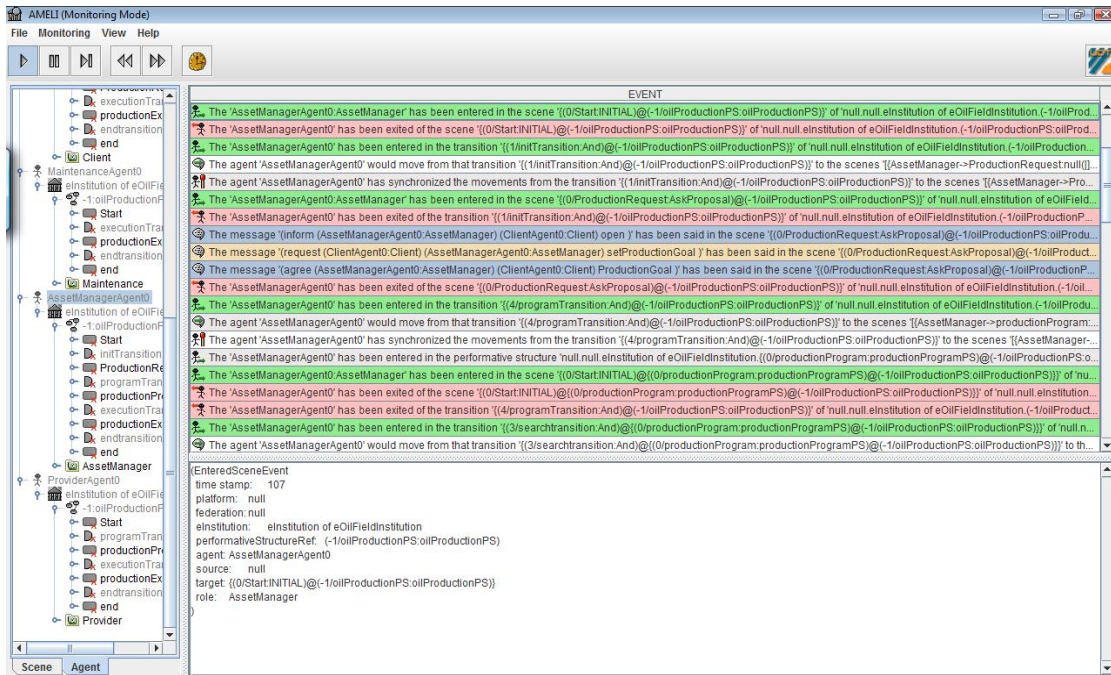 AMELI (Monitoring Mode)
File Monitoring View Help
executionTra
productionEx
endtransition
end
Client
MaintenanceAgent0
eInstitution of eOilFie
-1:oilProductionP
Start
executionTra
productionEx
endtransition
end
Maintenance
AssetManagerAgent0
eInstitution of eOilFie
-1:oilProductionP
Start
initTransition
ProductionRe
programTran
productionPr
executionTra
productionEx
endtransition
end
AssetManager
ProviderAgent0
eInstitution of eOilFie
-1:oilProductionP
Start
programTran
productionPr
executionTra
productionEx
endtransition
end
Provider
Scene Agent
EVENT
The 'AssetManagerAgent0:AssetManager' has been entered in the scene '{(0/Start:INITIAL)@(-1/oilProductionPS:oilProductionPS)}' of 'null.null.eInstitution of eOilFieldInstitution.(-1/oilProd...
The 'AssetManagerAgent0' has been exited of the scene '{(0/Start:INITIAL)@(-1/oilProductionPS:oilProductionPS)}' of 'null.null.eInstitution of eOilFieldInstitution.(-1/oilProd...
The 'AssetManagerAgent0' has been entered in the transition '{(1/initTransition:And)@(-1/oilProductionPS:oilProductionPS)}' of 'null.null.eInstitution of eOilFieldInstitution.(-1/oilProduction...
The agent 'AssetManagerAgent0' would move from that transition '{(1/initTransition:And)@(-1/oilProductionPS:oilProductionPS)}' to the scenes '[{AssetManager->ProductionRequest:null([]...
The agent 'AssetManagerAgent0' has synchronized the movements from the transition '{(1/initTransition:And)@(-1/oilProductionPS:oilProductionPS)}' to the scenes '[{AssetManager->Pro...
The 'AssetManagerAgent0:AssetManager' has been entered in the scene '{(0/ProductionRequest:AskProposal)@(-1/oilProductionPS:oilProductionPS)}' of 'null.null.eInstitution of eOilField...
The 'AssetManagerAgent0' has been exited of the transition '{(1/initTransition:And)@(-1/oilProductionPS:oilProductionPS)}' of 'null.null.eInstitution of eOilFieldInstitution.(-1/oilProductionP...
The message '(inform (AssetManagerAgent0:AssetManager) (ClientAgent0:Client) open )' has been said in the scene '{(0/ProductionRequest:AskProposal)@(-1/oilProductionPS:oilProdu...
The message '(request (ClientAgent0:Client) (AssetManagerAgent0:AssetManager) setProductionGoal )' has been said in the scene '{(0/ProductionRequest:AskProposal)@(-1/oilProduct...
The message '(agree (AssetManagerAgent0:AssetManager) (ClientAgent0:Client) ProductionGoal )' has been said in the scene '{(0/ProductionRequest:AskProposal)@(-1/oilProductionP...
The 'AssetManagerAgent0' has been exited of the scene '{(0/ProductionRequest:AskProposal)@(-1/oilProductionPS:oilProductionPS)}' of 'null.null.eInstitution of eOilFieldInstitution.(-1/oil...
The 'AssetManagerAgent0' has been entered in the transition '{(4/programTransition:And)@(-1/oilProductionPS:oilProductionPS)}' of 'null.null.eInstitution of eOilFieldInstitution.(-1/oilProdu...
The agent 'AssetManagerAgent0' would move from that transition '{(4/programTransition:And)@(-1/oilProductionPS:oilProductionPS)}' to the scenes '[{AssetManager->productionProgram:...
The agent 'AssetManagerAgent0' has synchronized the movements from the transition '{(4/programTransition:And)@(-1/oilProductionPS:oilProductionPS)}' to the scenes '[{AssetManager-...
The 'AssetManagerAgent0' has been entered in the performative structure 'null.null.eInstitution of eOilFieldInstitution.{(0/productionProgram:productionProgramPS)@(-1/oilProductionPS:o...
The 'AssetManagerAgent0:AssetManager' has been entered in the scene '{(0/Start:INITIAL)@{(0/productionProgram:productionProgramPS)@(-1/oilProductionPS:oilProductionPS)}}' of 'nu...
The 'AssetManagerAgent0' has been exited of the scene '{(0/Start:INITIAL)@{(0/productionProgram:productionProgramPS)@(-1/oilProductionPS:oilProductionPS)}}' of 'null.null.eInstitution...
The 'AssetManagerAgent0' has been exited of the transition '{(4/programTransition:And)@(-1/oilProductionPS:oilProductionPS)}' of 'null.null.eInstitution of eOilFieldInstitution.(-1/oilProduct...
The 'AssetManagerAgent0' has been entered in the transition '{(3/searchtransition:And)@{(0/productionProgram:productionProgramPS)@(-1/oilProductionPS:oilProductionPS)}}' of 'null.n...
The agent 'AssetManagerAgent0' would move from that transition '{(3/searchtransition:And)@{(0/productionProgram:productionProgramPS)@(-1/oilProductionPS:oilProductionPS)}}' to th...
(EnteredSceneEvent
time stamp: 107
platform: null
federation: null
eInstitution: eInstitution of eOilFieldInstitution
performativeStructureRef: (-1/oilProductionPS:oilProductionPS)
agent: AssetManagerAgent0
source: null
target: {(0/Start:INITIAL)@(-1/oilProductionPS:oilProductionPS)}
role: AssetManager
)